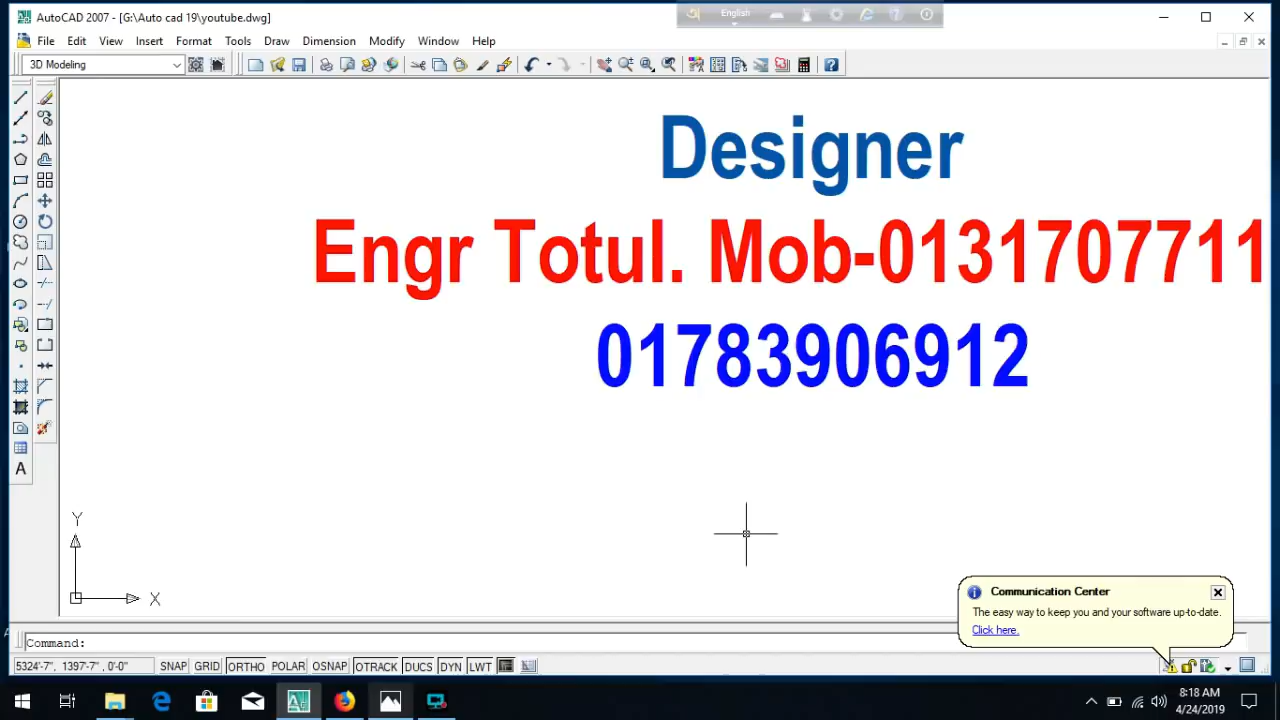 AutoCAD 2007 - [G:\Auto cad 19\youtube.dwg]
English
File Edit View Insert Format Tools Draw Dimension Modify Window Help
3D Modeling
Designer
Engr Totul. Mob-0131707711
01783906912
A
Y
X
Communication Center
The easy way to keep you and your software up-to-date.
Click here.
Command:
5324'-7", 1397'-7", 0'-0" SNAP GRID ORTHO POLAR OSNAP OTRACK DUCS DYN LWT
8:18 AM
4/24/2019